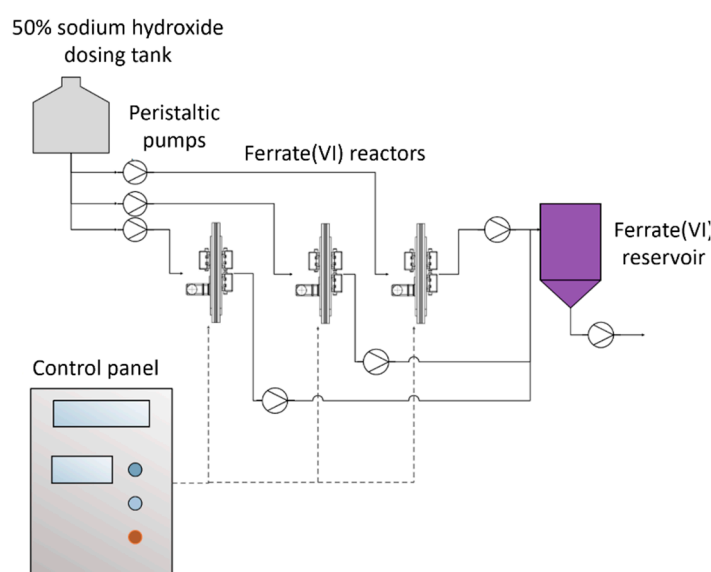 50% sodium hydroxide
dosing tank
Peristaltic
pumps
Ferrate(VI) reactors
Ferrate(VI)
reservoir
Control panel